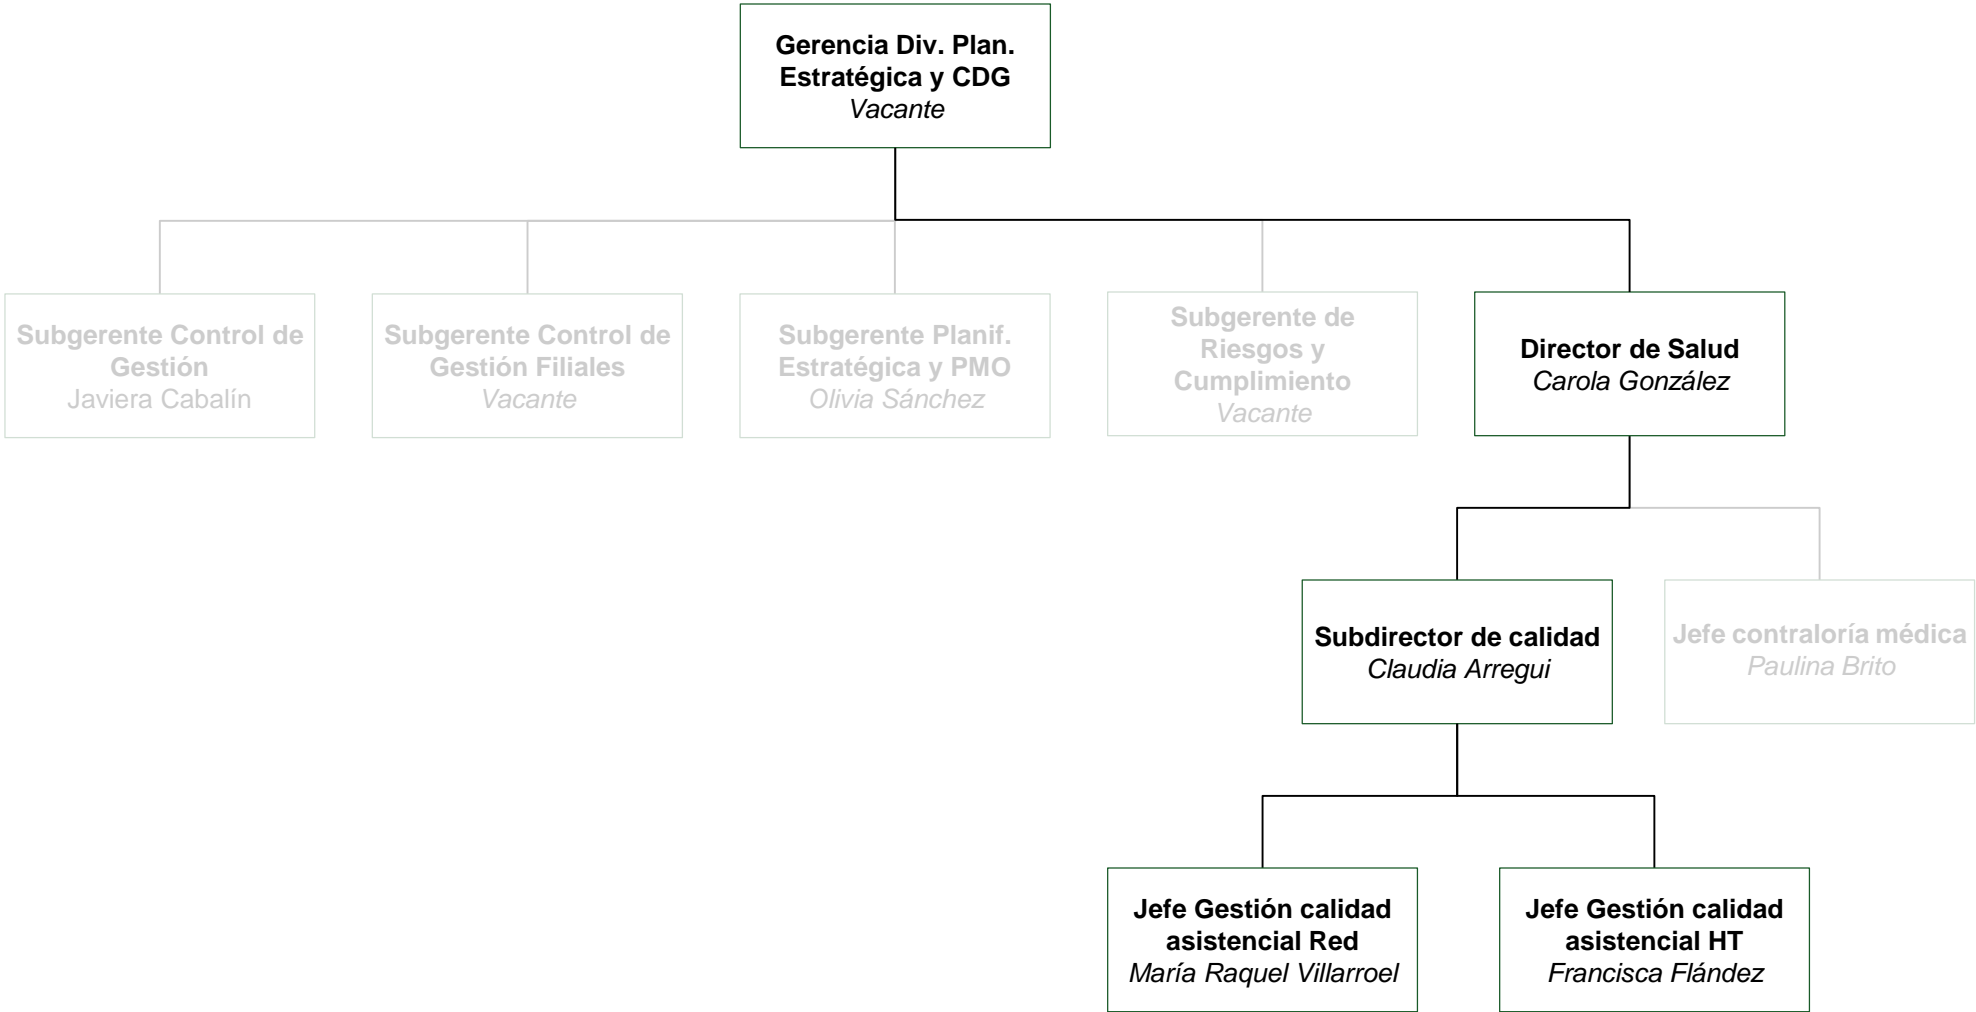 Gerencia Div. Plan.
Estratégica y CDG
Vacante
Subgerente Control de
Gestión
Javiera Cabalín
Subgerente Control de
Gestión Filiales
Vacante
Subgerente Planif.
Estratégica y PMO
Olivia Sánchez
Subgerente de
Riesgos y
Cumplimiento
Vacante
Director de Salud
Carola González
Subdirector de calidad
Claudia Arregui
Jefe contraloría médica
Paulina Brito
Jefe Gestión calidad
asistencial Red
María Raquel Villarroel
Jefe Gestión calidad
asistencial HT
Francisca Flández